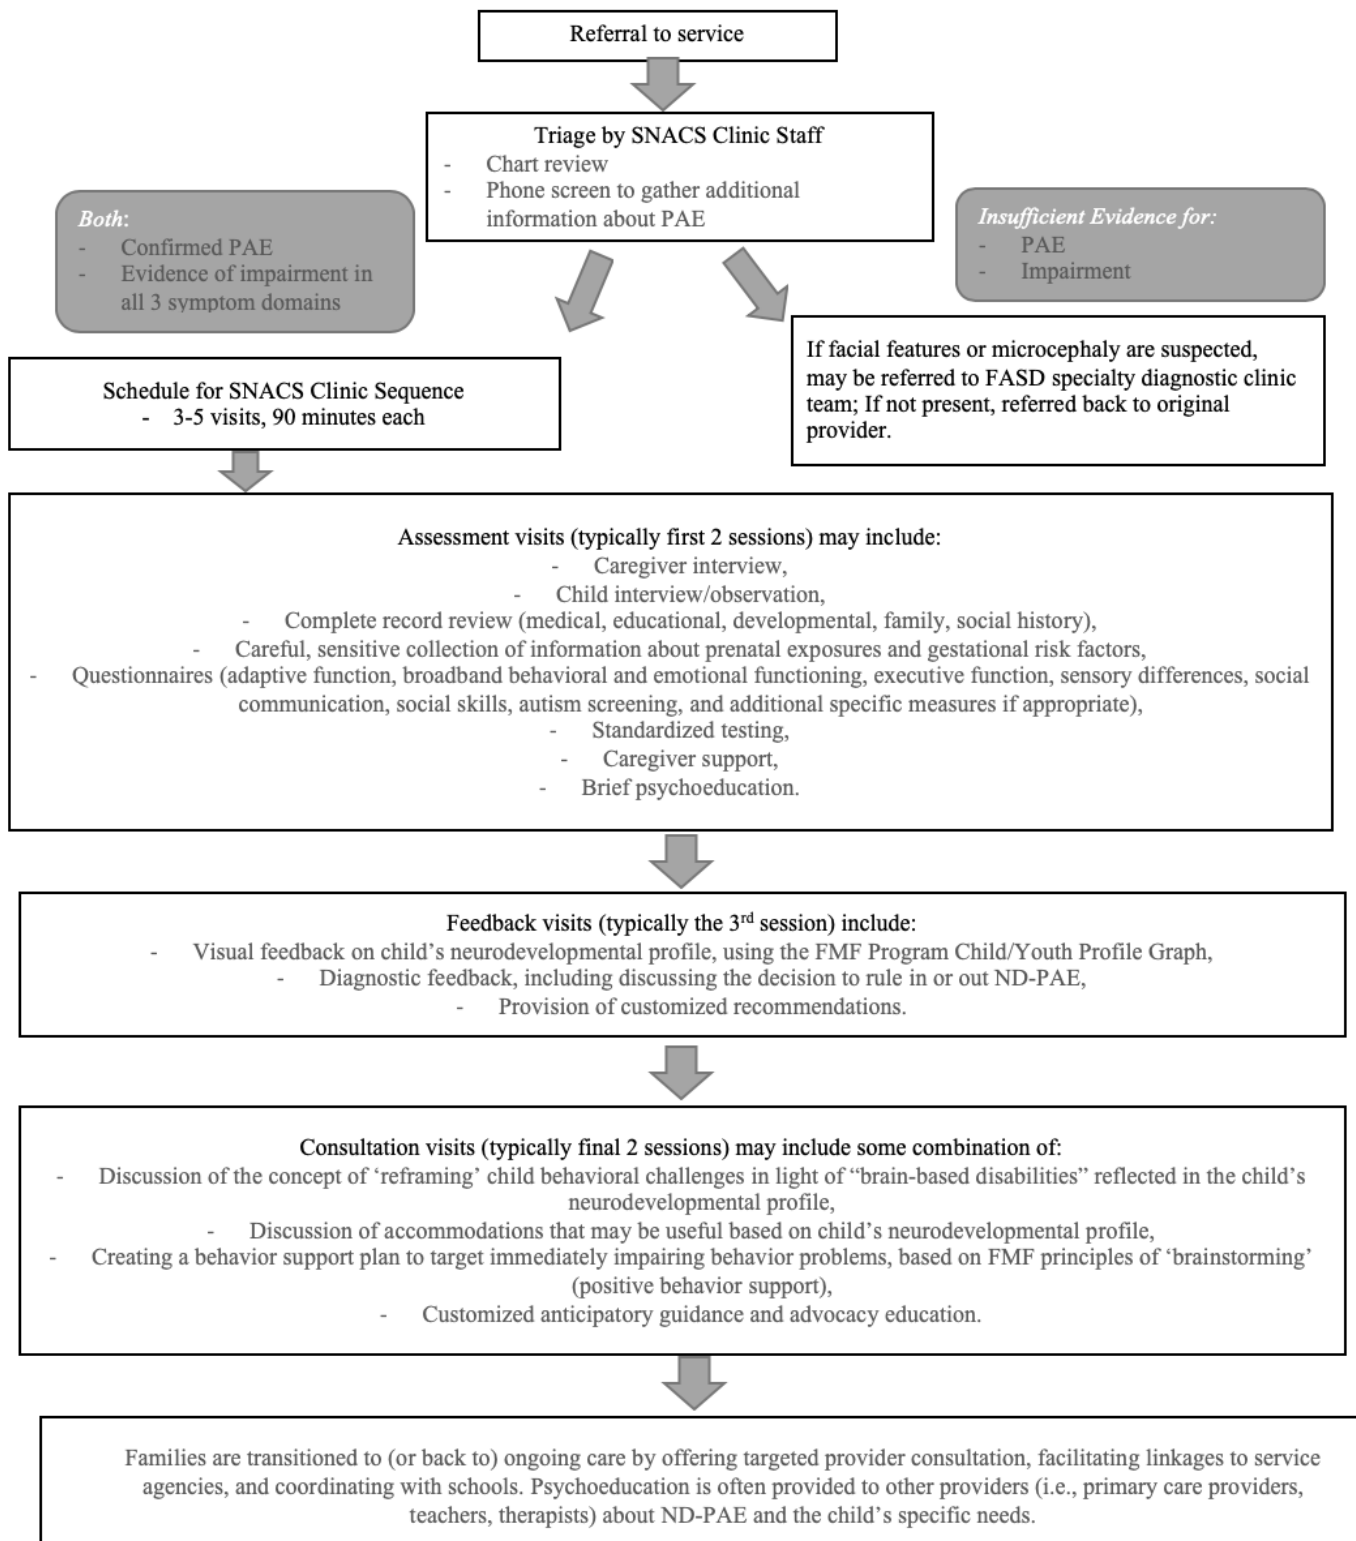 Referral to service
Triage by SNACS Clinic Staff
- Chart review
- Phone screen to gather additional
information about PAE
Both:
- Confirmed PAE
- Evidence of impairment in
all 3 symptom domains
Insufficient Evidence for:
- PAE
- Impairment
Schedule for SNACS Clinic Sequence
- 3-5 visits, 90 minutes each
If facial features or microcephaly are suspected,
may be referred to FASD specialty diagnostic clinic
team; If not present, referred back to original
provider.
Assessment visits (typically first 2 sessions) may include:
- Caregiver interview,
- Child interview/observation,
- Complete record review (medical, educational, developmental, family, social history),
- Careful, sensitive collection of information about prenatal exposures and gestational risk factors,
- Questionnaires (adaptive function, broadband behavioral and emotional functioning, executive function, sensory differences, social
communication, social skills, autism screening, and additional specific measures if appropriate),
- Standardized testing,
- Caregiver support,
- Brief psychoeducation.
Feedback visits (typically the 3rd session) include:
- Visual feedback on child’s neurodevelopmental profile, using the FMF Program Child/Youth Profile Graph,
- Diagnostic feedback, including discussing the decision to rule in or out ND-PAE,
- Provision of customized recommendations.
Consultation visits (typically final 2 sessions) may include some combination of:
- Discussion of the concept of ‘reframing’ child behavioral challenges in light of “brain-based disabilities” reflected in the child’s
neurodevelopmental profile,
- Discussion of accommodations that may be useful based on child’s neurodevelopmental profile,
- Creating a behavior support plan to target immediately impairing behavior problems, based on FMF principles of ‘brainstorming’
(positive behavior support),
- Customized anticipatory guidance and advocacy education.
Families are transitioned to (or back to) ongoing care by offering targeted provider consultation, facilitating linkages to service
agencies, and coordinating with schools. Psychoeducation is often provided to other providers (i.e., primary care providers,
teachers, therapists) about ND-PAE and the child’s specific needs.